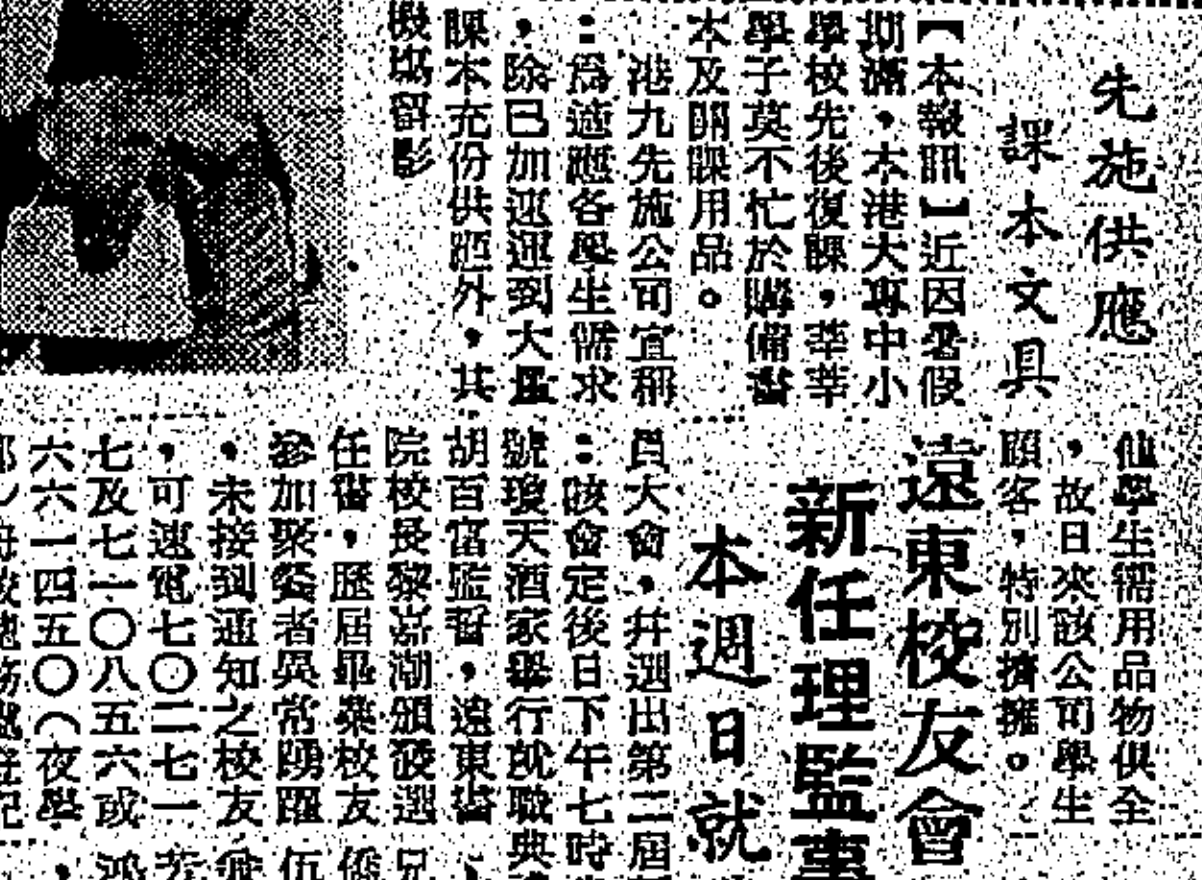 先施供應
課本文具
【本報訊】近因暑假
期滿，本港大專中小
學校先後復課，莘莘
學子莫不忙於購備書
本及開課用品。
港九先施公司宣稱
：爲適應各學生需求
，除已加速運到大量
課本充份供應外，其
他學生需用品物俱全
，故日來該公司學生
顧客，特別擠擁。
留影
遠東校友會
新任理監事
本週日就
員大會，并選出第二屆
：該會定後日下午七時
號瓊天酒家舉行就職典
胡百富監誓，遠東書
院校長黎嵩潮頒發選
任書，歷屆畢業校友
參加聚餐者異常踴躍
，未接到通知之校友
，可速電七〇二七一
七及七一〇八五六或
六六一四五〇（夜學